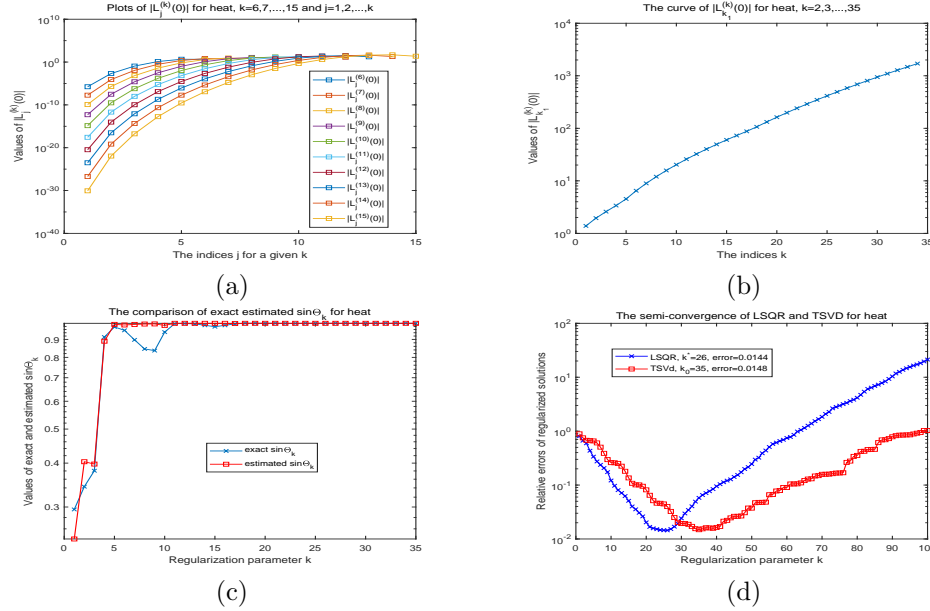 Plots of |L_j^(k)(0)| for heat, k=6,7,...,15 and j=1,2,...,k
10^10
10^0
10^-10
10^-20
10^-30
10^-40
Values of |L_j^(k)(0)|
|L_j^(6)(0)|
|L_j^(7)(0)|
|L_j^(8)(0)|
|L_j^(9)(0)|
|L_j^(10)(0)|
|L_j^(11)(0)|
|L_j^(12)(0)|
|L_j^(13)(0)|
|L_j^(14)(0)|
|L_j^(15)(0)|
0 5 10 15
The indices j for a given k
(a)
The curve of |L_k_1^(k)(0)| for heat, k=2,3,...,35
10^4
10^3
10^2
10^1
10^0
Values of |L_k_1^(k)(0)|
0 5 10 15 20 25 30 35
The indices k
(b)
The comparison of exact estimated sinΘ_k for heat
0.9
0.8
0.7
0.6
0.5
0.4
0.3
Values of exact and estimated sinΘ_k
exact sinΘ_k
estimated sinΘ_k
0 5 10 15 20 25 30 35
Regularization parameter k
(c)
The semi-convergence of LSQR and TSVD for heat
10^2
10^1
10^0
10^-1
10^-2
Relative errors of regularized solutions
LSQR, k^*=26, error=0.0144
TSVd, k_0=35, error=0.0148
0 10 20 30 40 50 60 70 80 90 100
Regularization parameter k
(d)